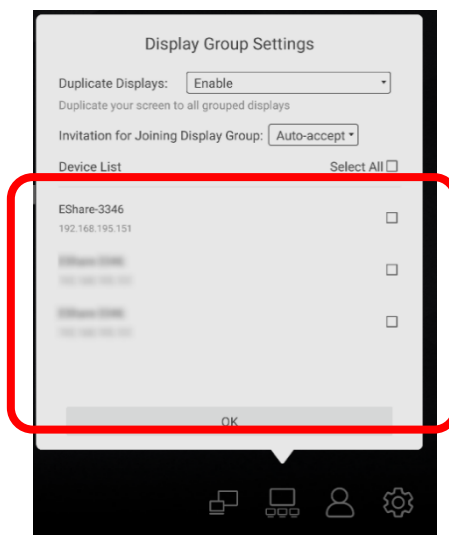 Display Group Settings
Duplicate Displays: Enable
Duplicate your screen to all grouped displays
Invitation for Joining Display Group: Auto-accept
Device List Select All
EShare-3346
192.168.195.151
OK